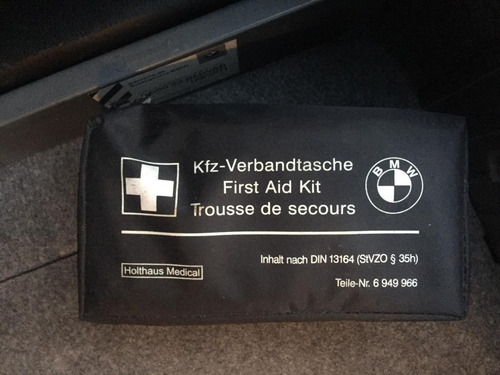 Kfz-Verbandtasche
First Aid Kit
Trousse de secours
BMW
Inhalt nach DIN 13164 (StVZO § 35h)
Holthaus Medical
Teile-Nr. 6 949 966